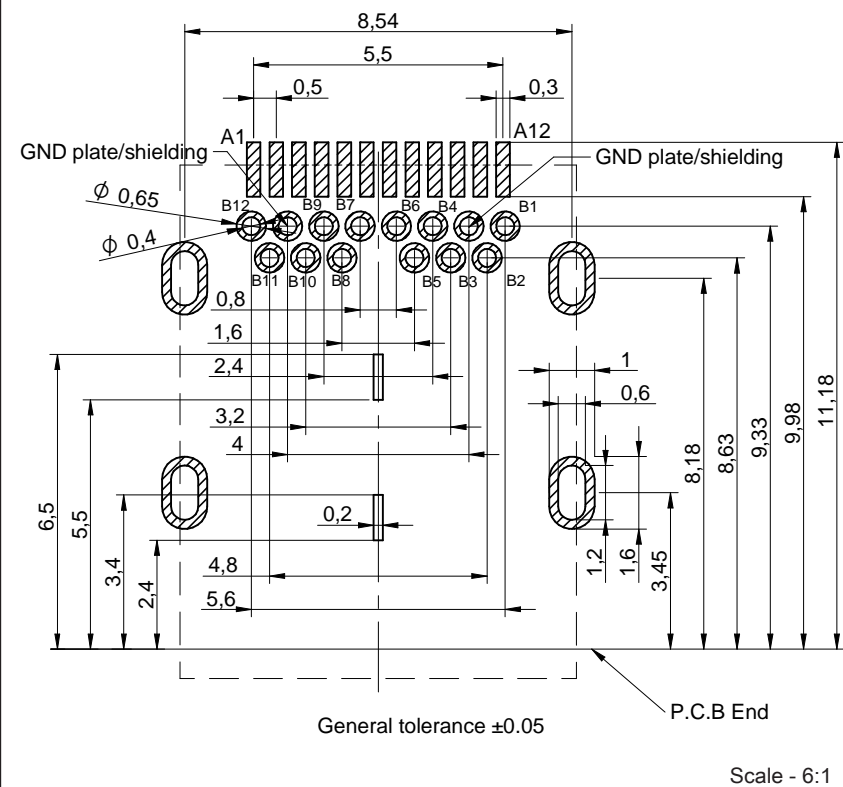 8,54
5,5
0,5
0,3
A1
A12
GND plate/shielding
GND plate/shielding
ϕ 0,65
ϕ 0,4
B12
B9
B7
B6
B4
B1
B11
B10
B8
B5
B3
B2
0,8
1,6
2,4
3,2
4
1
0,6
0,2
4,8
5,6
6,5
5,5
3,4
2,4
1,2
1,6
3,45
8,18
8,63
9,33
9,98
11,18
P.C.B End
General tolerance ±0.05
Scale - 6:1